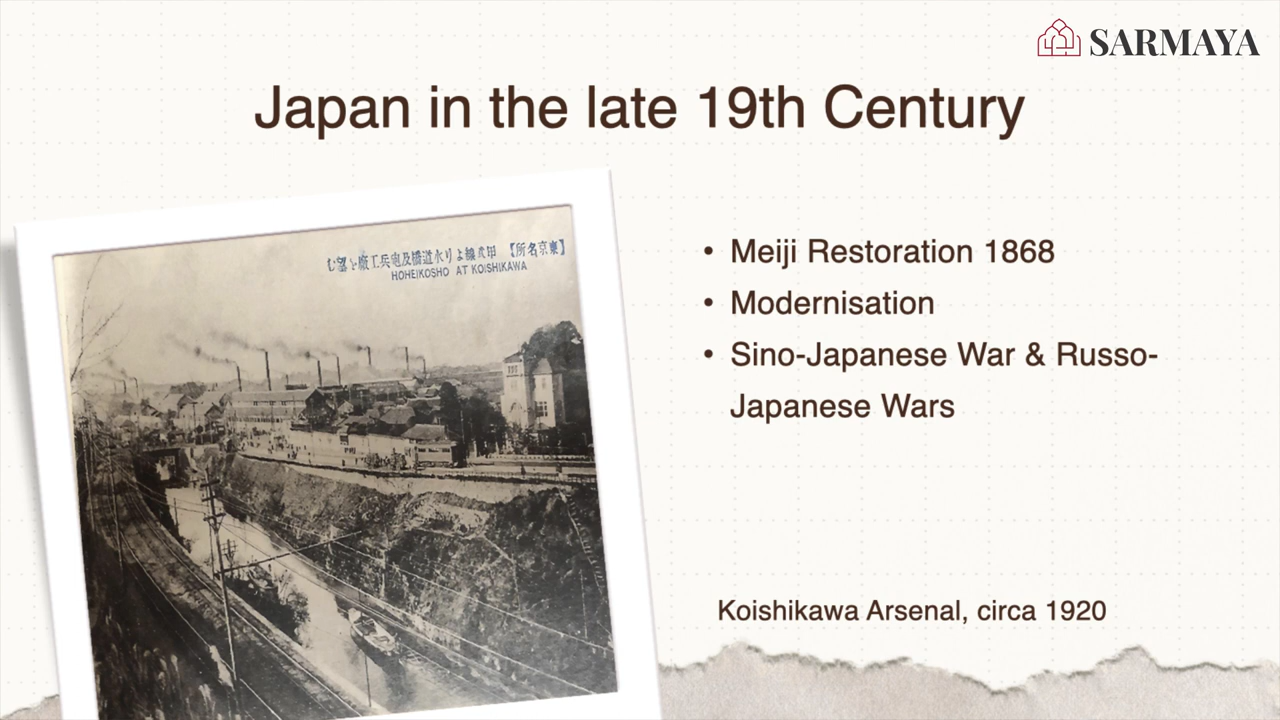 SARMAYA
Japan in the late 19th Century
【東京名所】 甲武線より水道橋及砲兵工廠を望む
HOHEIKOSHO AT KOISHIKAWA
• Meiji Restoration 1868
• Modernisation
• Sino-Japanese War & Russo-
Japanese Wars
Koishikawa Arsenal, circa 1920